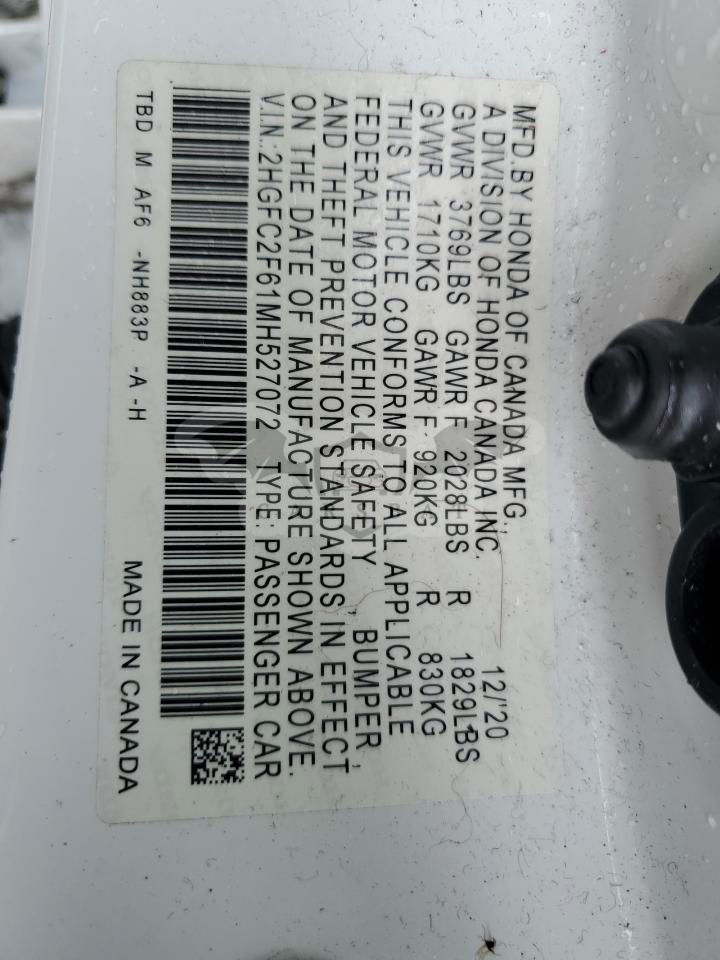 MFD.BY HONDA OF CANADA MFG.,
A DIVISION OF HONDA CANADA INC. 12/'20
GVWR 3769LBS GAWR F 2028LBS R 1829LBS
GVWR 1710KG GAWR F 920KG R 830KG
THIS VEHICLE CONFORMS TO ALL APPLICABLE
FEDERAL MOTOR VEHICLE SAFETY, BUMPER,
AND THEFT PREVENTION STANDARDS IN EFFECT
ON THE DATE OF MANUFACTURE SHOWN ABOVE.
V.I.N.:2HGFC2F61MH527072 TYPE: PASSENGER CAR
TBD M AF6 -NH883P -A -H MADE IN CANADA